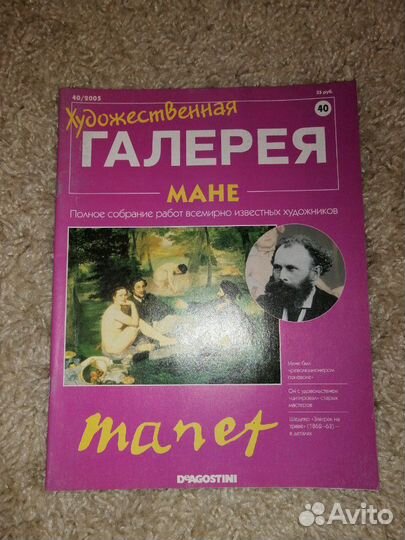 40/2005
35 руб.
Художественная
40
ГАЛЕРЕЯ
МАНЕ
Полное собрание работ всемирно известных художников
Мане был
«революционером
поневоле»
Он с удовольствием
«цитировал» старых
мастеров
Шедевр «Завтрак на
траве» (1862–63) –
в деталях
manet
DeAGOSTINI
Avito